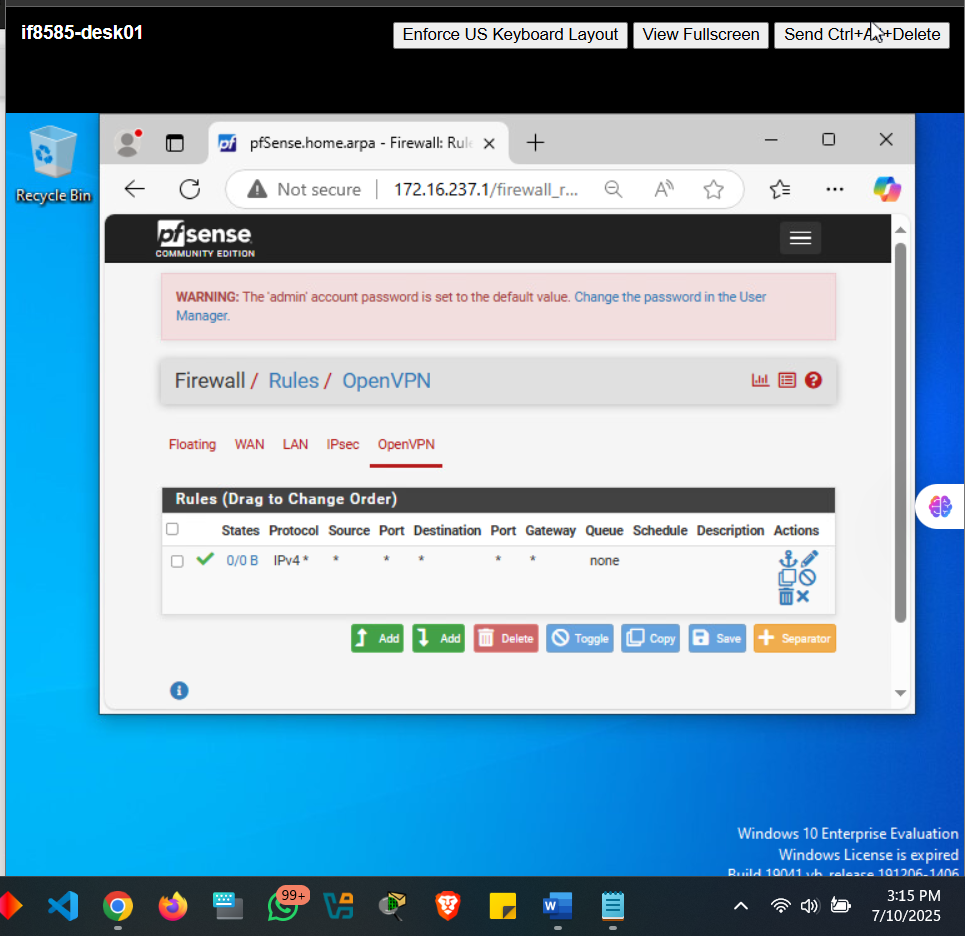 if8585-desk01
Enforce US Keyboard Layout
View Fullscreen
Send Ctrl+Alt+Delete
Recycle Bin
pfSense.home.arpa - Firewall: Rule
Not secure
172.16.237.1/firewall_r...
pfsense
COMMUNITY EDITION
WARNING: The 'admin' account password is set to the default value. Change the password in the User
Manager.
Firewall / Rules / OpenVPN
Floating WAN LAN IPsec OpenVPN
Rules (Drag to Change Order)
States Protocol Source Port Destination Port Gateway Queue Schedule Description Actions
0/0 B IPv4 * * * * * * none
Add Add Delete Toggle Copy Save Separator
Windows 10 Enterprise Evaluation
Windows License is expired
Build 19041.vb_release.191206-1406
99+
3:15 PM
7/10/2025